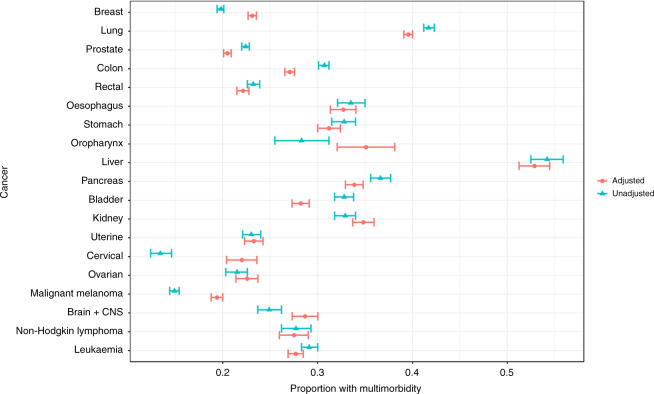 Cancer
Breast
Lung
Prostate
Colon
Rectal
Oesophagus
Stomach
Oropharynx
Liver
Pancreas
Bladder
Kidney
Uterine
Cervical
Ovarian
Malignant melanoma
Brain + CNS
Non-Hodgkin lymphoma
Leukaemia
0.2 0.3 0.4 0.5
Proportion with multimorbidity
Adjusted
Unadjusted